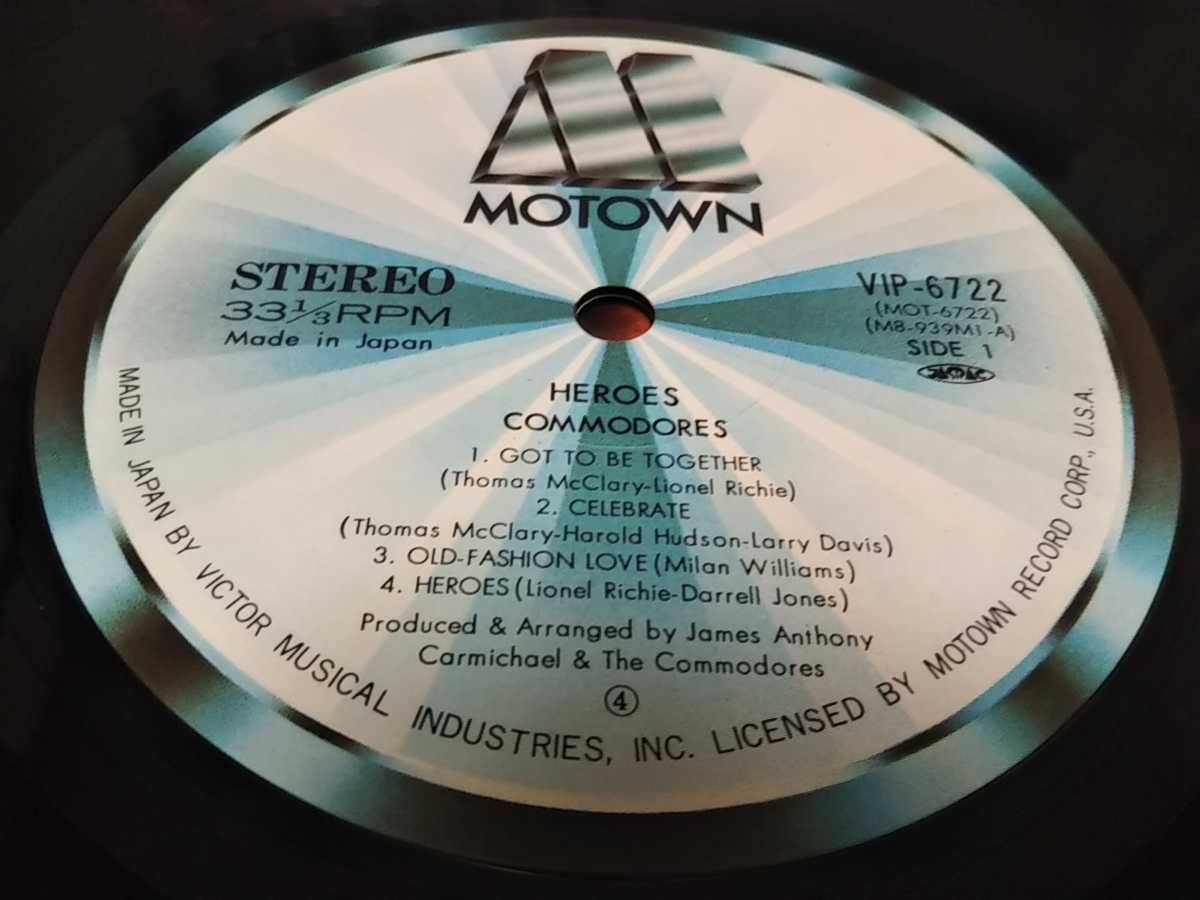 MOTOWN
STEREO
33⅓RPM
Made in Japan
VIP-6722
(MOT-6722)
(M8-939M1-A)
SIDE 1
HEROES
COMMODORES
1. GOT TO BE TOGETHER
(Thomas McClary-Lionel Richie)
2. CELEBRATE
(Thomas McClary-Harold Hudson-Larry Davis)
3. OLD-FASHION LOVE (Milan Williams)
4. HEROES (Lionel Richie-Darrell Jones)
Produced & Arranged by James Anthony
Carmichael & The Commodores
④
MADE IN JAPAN BY VICTOR MUSICAL INDUSTRIES, INC. LICENSED BY MOTOWN RECORD CORP., U.S.A.